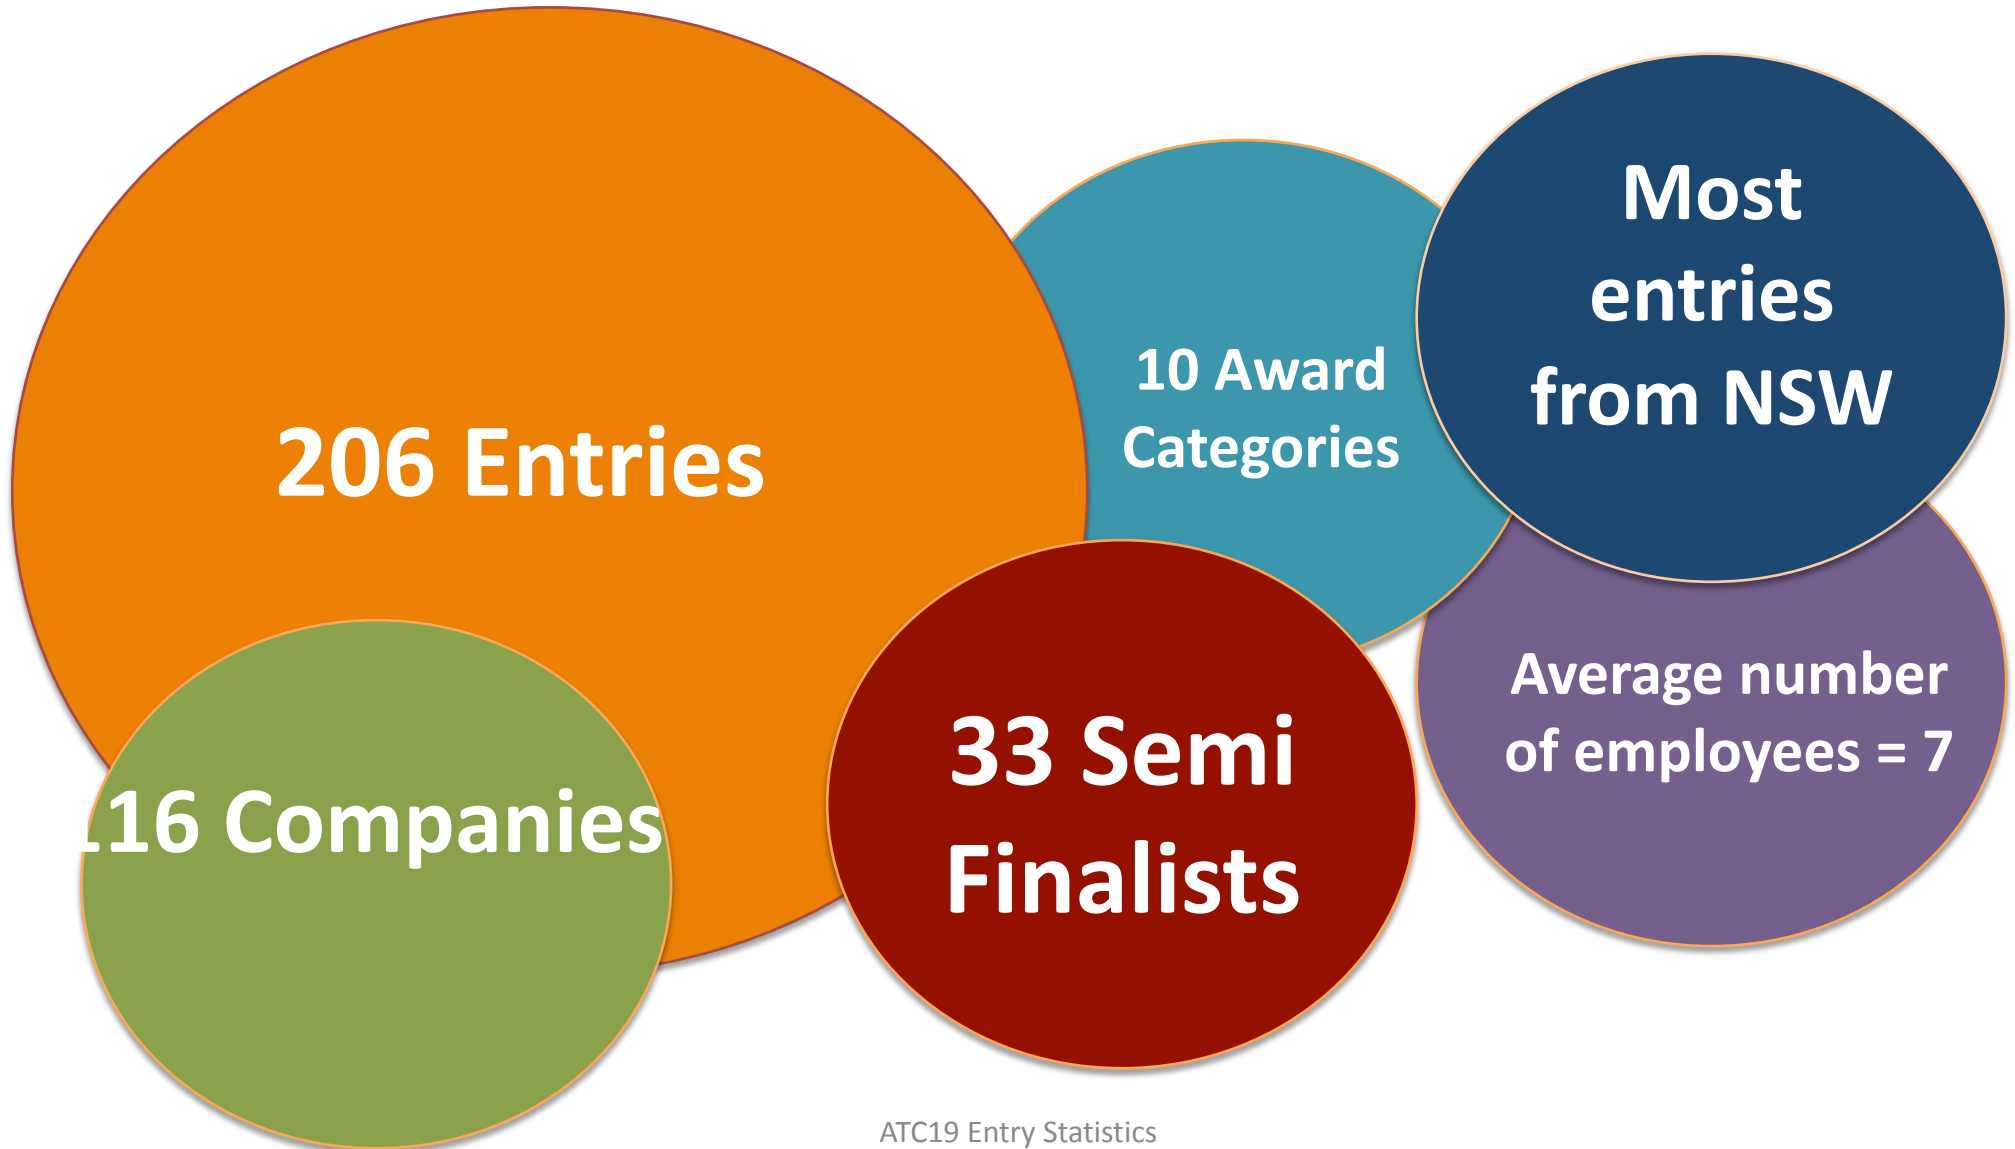 206 Entries
10 Award
Categories
Most
entries
from NSW
116 Companies
33 Semi
Finalists
Average number
of employees = 7
ATC19 Entry Statistics